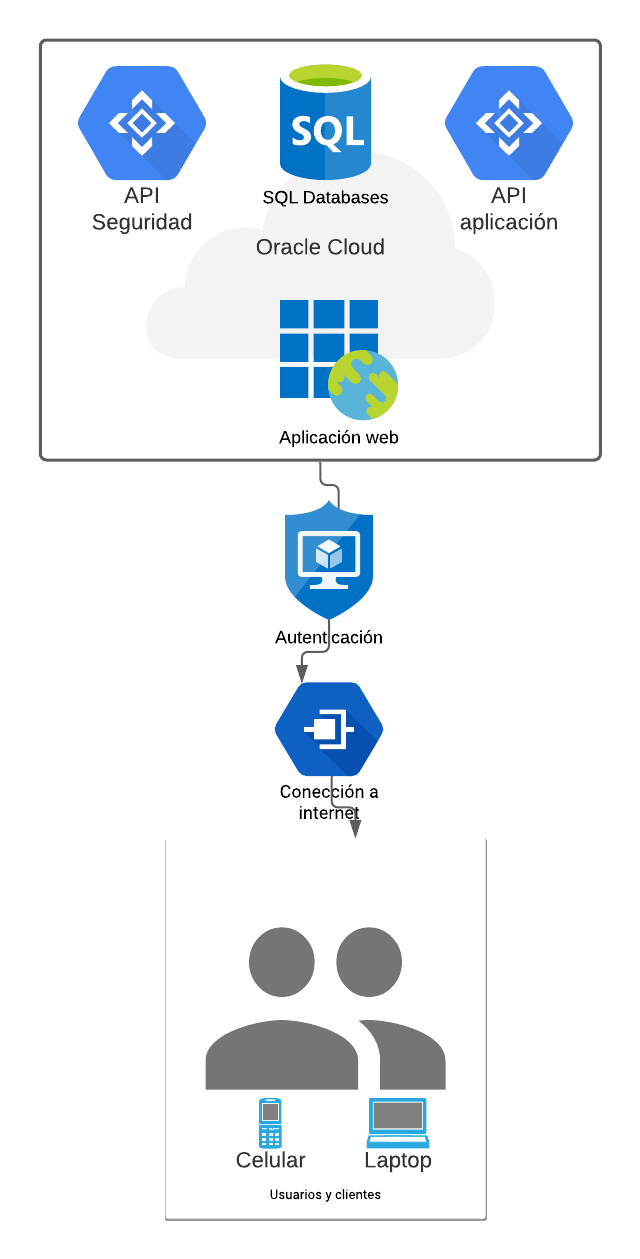 SQL
API
Seguridad
SQL Databases
API
aplicación
Oracle Cloud
Aplicación web
Autenticación
Conección a
internet
Celular
Laptop
Usuarios y clientes